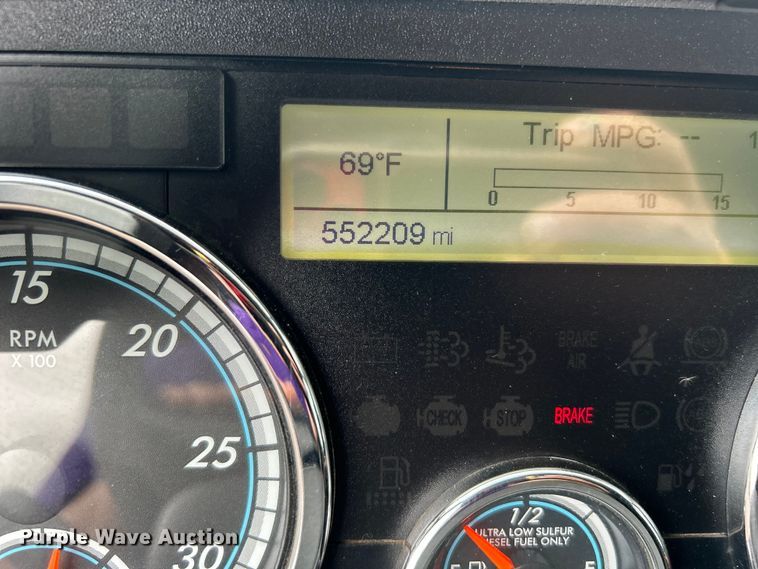 Trip MPG: --
69°F
0 5 10 15
552209 mi
15
20
RPM
X 100
BRAKE
AIR
CHECK
STOP
BRAKE
25
1/2
ULTRA LOW SULFUR
DIESEL FUEL ONLY
30
E
F
Purple Wave Auction